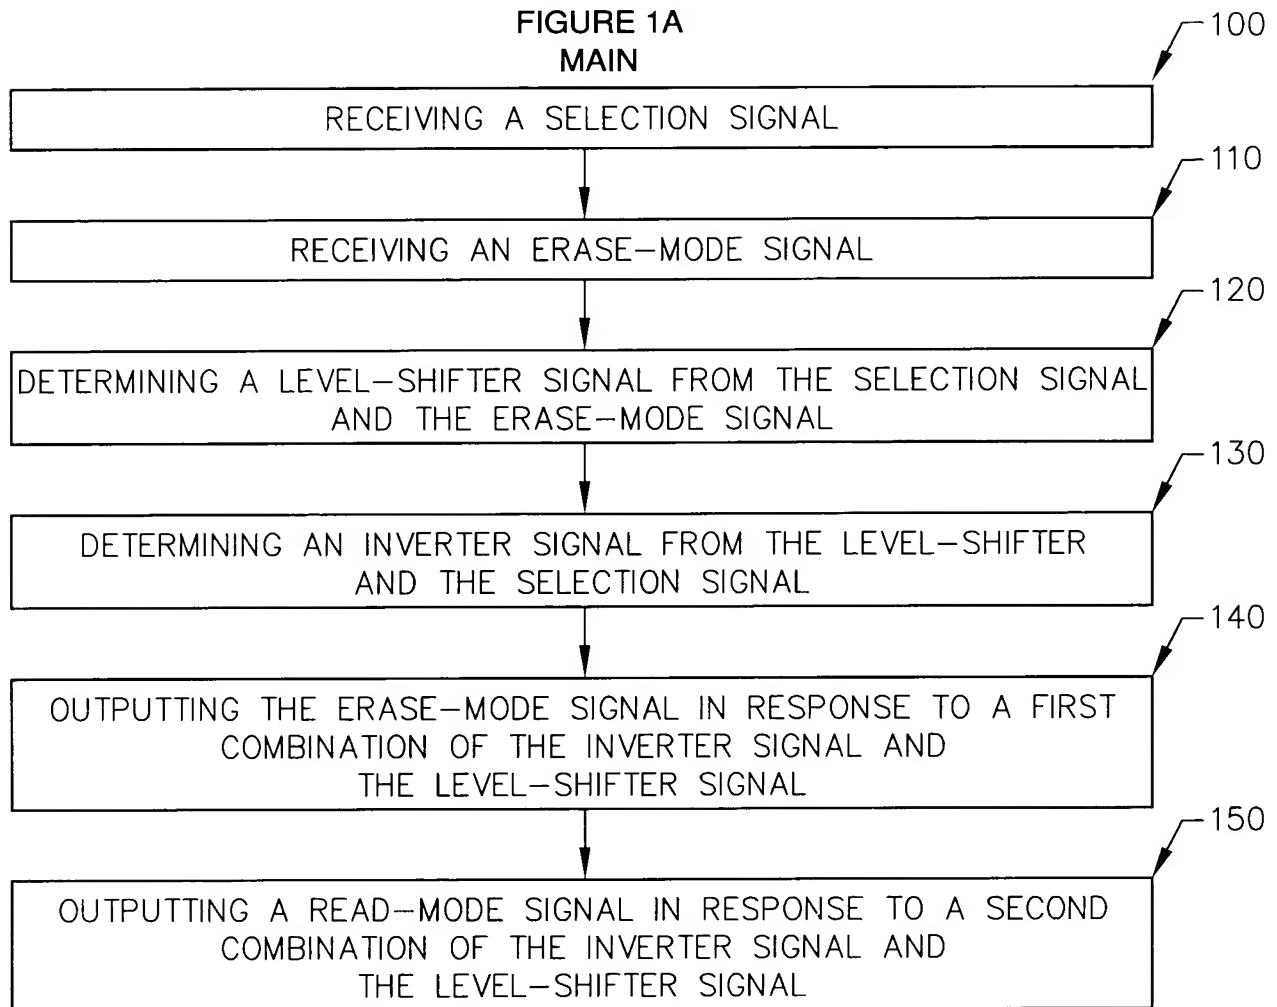 FIGURE 1A
MAIN
100
RECEIVING A SELECTION SIGNAL
110
RECEIVING AN ERASE–MODE SIGNAL
120
DETERMINING A LEVEL–SHIFTER SIGNAL FROM THE SELECTION SIGNAL
AND THE ERASE–MODE SIGNAL
130
DETERMINING AN INVERTER SIGNAL FROM THE LEVEL–SHIFTER
AND THE SELECTION SIGNAL
140
OUTPUTTING THE ERASE–MODE SIGNAL IN RESPONSE TO A FIRST
COMBINATION OF THE INVERTER SIGNAL AND
THE LEVEL–SHIFTER SIGNAL
150
OUTPUTTING A READ–MODE SIGNAL IN RESPONSE TO A SECOND
COMBINATION OF THE INVERTER SIGNAL AND
THE LEVEL–SHIFTER SIGNAL